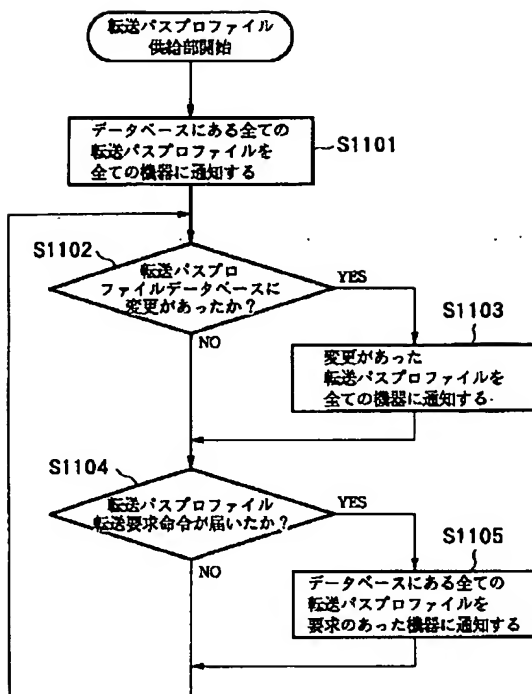 転送パスプロファイル
供給部開始
データベースにある全ての
転送パスプロファイルを
全ての機器に通知する
S1101
S1102
転送パスプロ
ファイルデータベースに
変更があったか?
YES
NO
S1103
変更があった
転送パスプロファイルを
全ての機器に通知する
S1104
転送パスプロファイル
転送要求命令が届いたか?
YES
NO
S1105
データベースにある全ての
転送パスプロファイルを
要求のあった機器に通知する